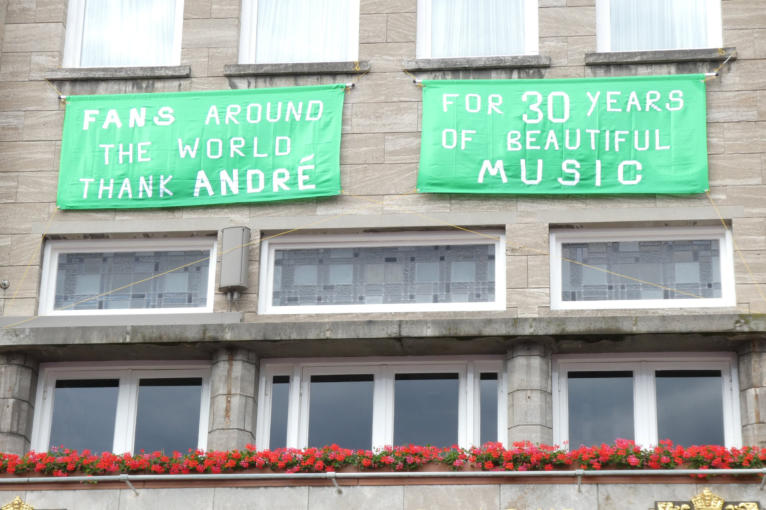 FANS AROUND
THE WORLD
THANK ANDRÉ
FOR 30 YEARS
OF BEAUTIFUL
MUSIC